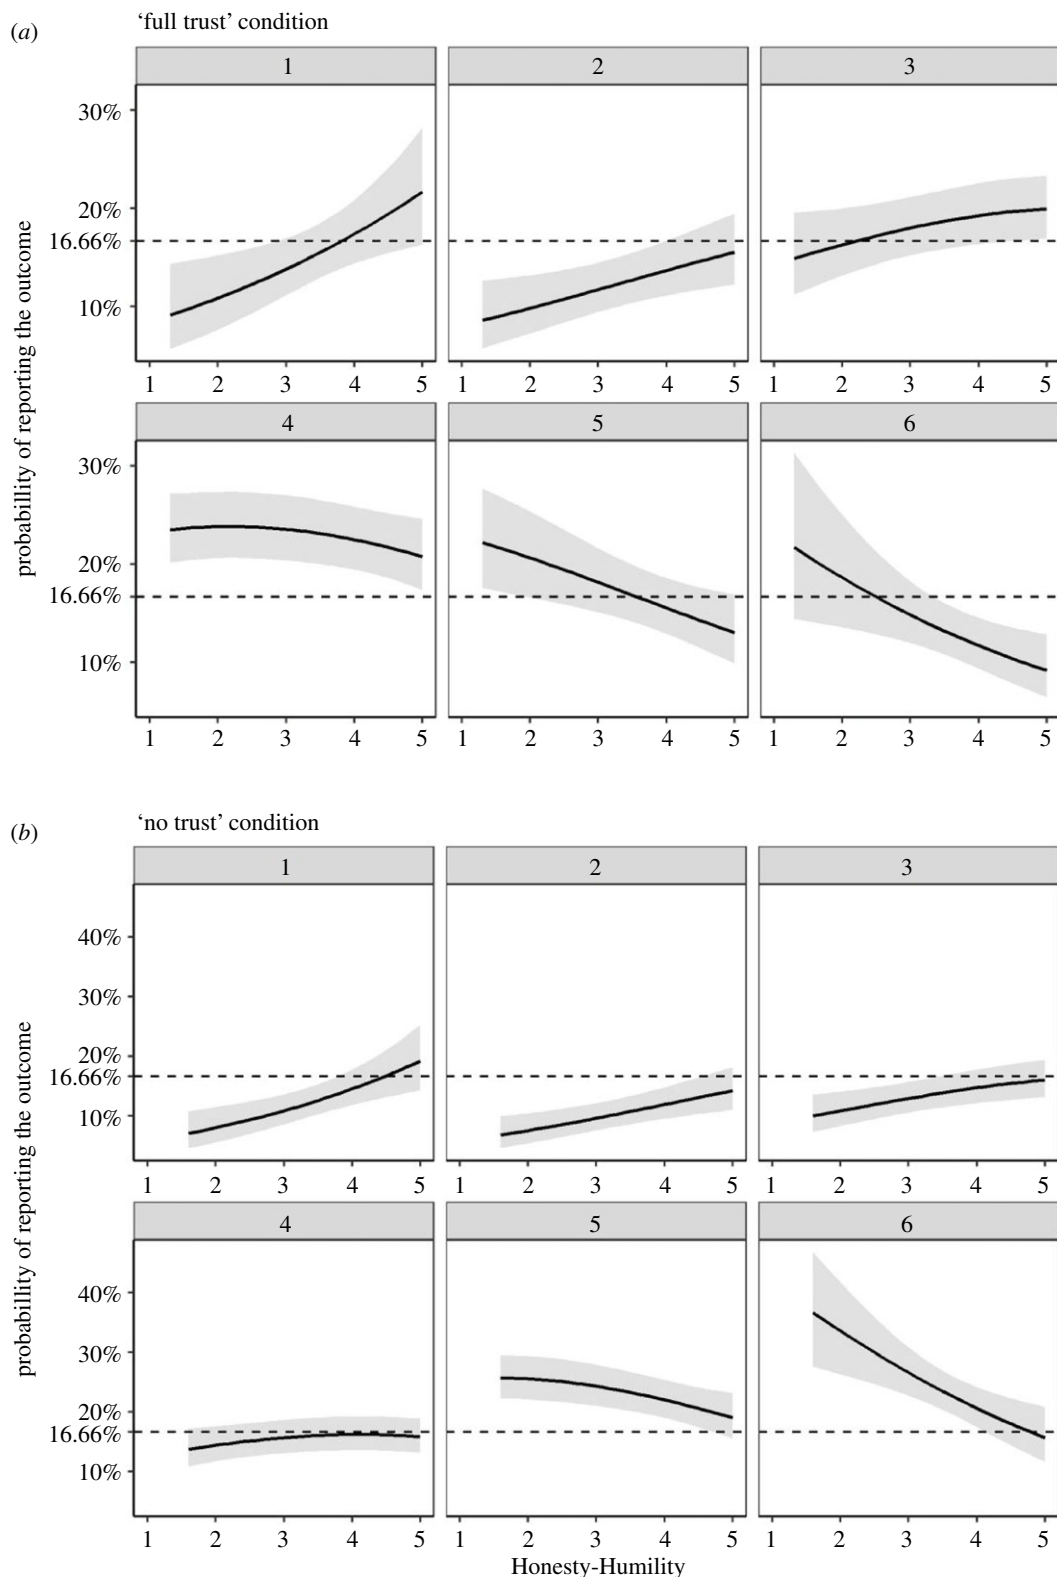 (a)
‘full trust’ condition
1 2 3
30%
20%
16.66%
10%
1 2 3 4 5 1 2 3 4 5 1 2 3 4 5
4 5 6
30%
20%
16.66%
10%
1 2 3 4 5 1 2 3 4 5 1 2 3 4 5
probabillity of reporting the outcome
(b)
‘no trust’ condition
1 2 3
40%
30%
20%
16.66%
10%
1 2 3 4 5 1 2 3 4 5 1 2 3 4 5
4 5 6
40%
30%
20%
16.66%
10%
1 2 3 4 5 1 2 3 4 5 1 2 3 4 5
probabillity of reporting the outcome
Honesty-Humility